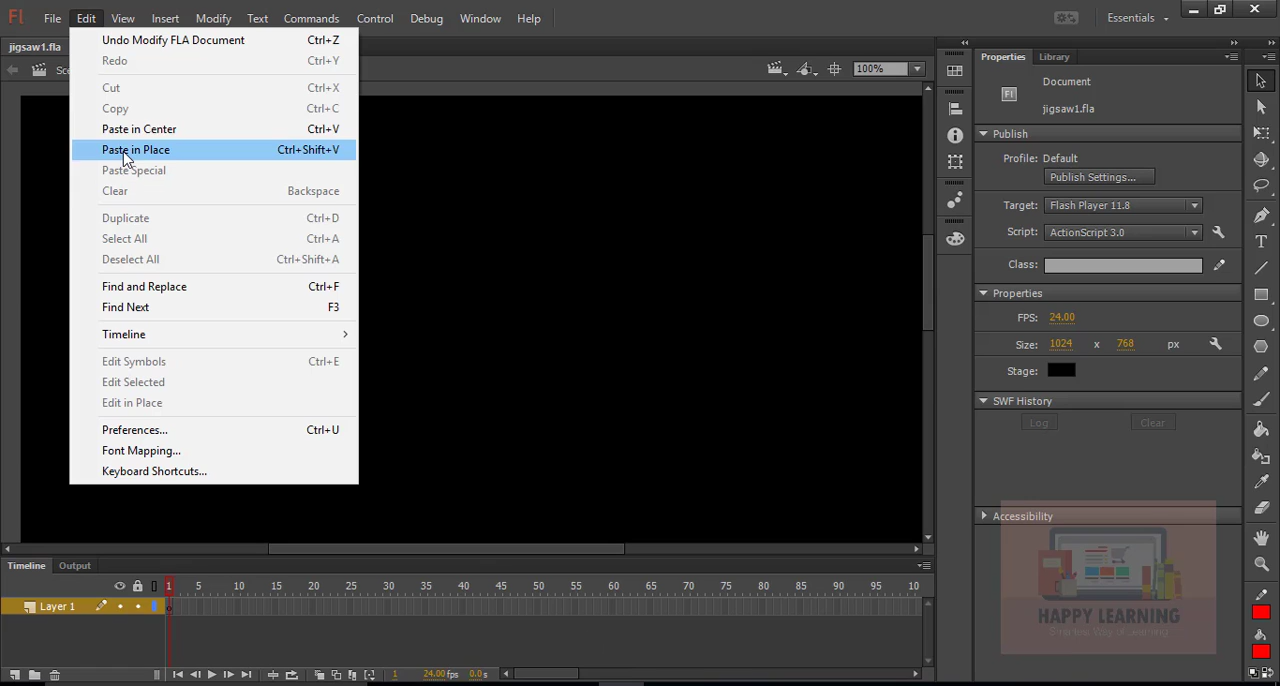 Fl File Edit View Insert Modify Text Commands Control Debug Window Help Essentials
jigsaw1.fla
Undo Modify FLA Document Ctrl+Z
Redo Ctrl+Y
Cut Ctrl+X
Copy Ctrl+C
Paste in Center Ctrl+V
Paste in Place Ctrl+Shift+V
Paste Special
Clear Backspace
Duplicate Ctrl+D
Select All Ctrl+A
Deselect All Ctrl+Shift+A
Find and Replace Ctrl+F
Find Next F3
Timeline
Edit Symbols Ctrl+E
Edit Selected
Edit in Place
Preferences... Ctrl+U
Font Mapping...
Keyboard Shortcuts...
100%
Properties Library
Document
Fl jigsaw1.fla
Publish
Profile: Default
Publish Settings...
Target: Flash Player 11.8
Script: ActionScript 3.0
Class:
Properties
FPS: 24.00
Size: 1024 x 768 px
Stage:
SWF History
Log Clear
Accessibility
HAPPY LEARNING
Timeline Output
1 5 10 15 20 25 30 35 40 45 50 55 60 65 70 75 80 85 90 95 10
Layer 1
1 24.00fps 0.0s